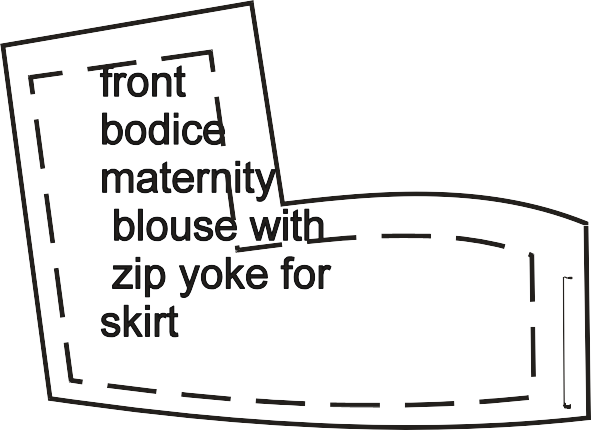 front
bodice
maternity
blouse with
zip yoke for
skirt